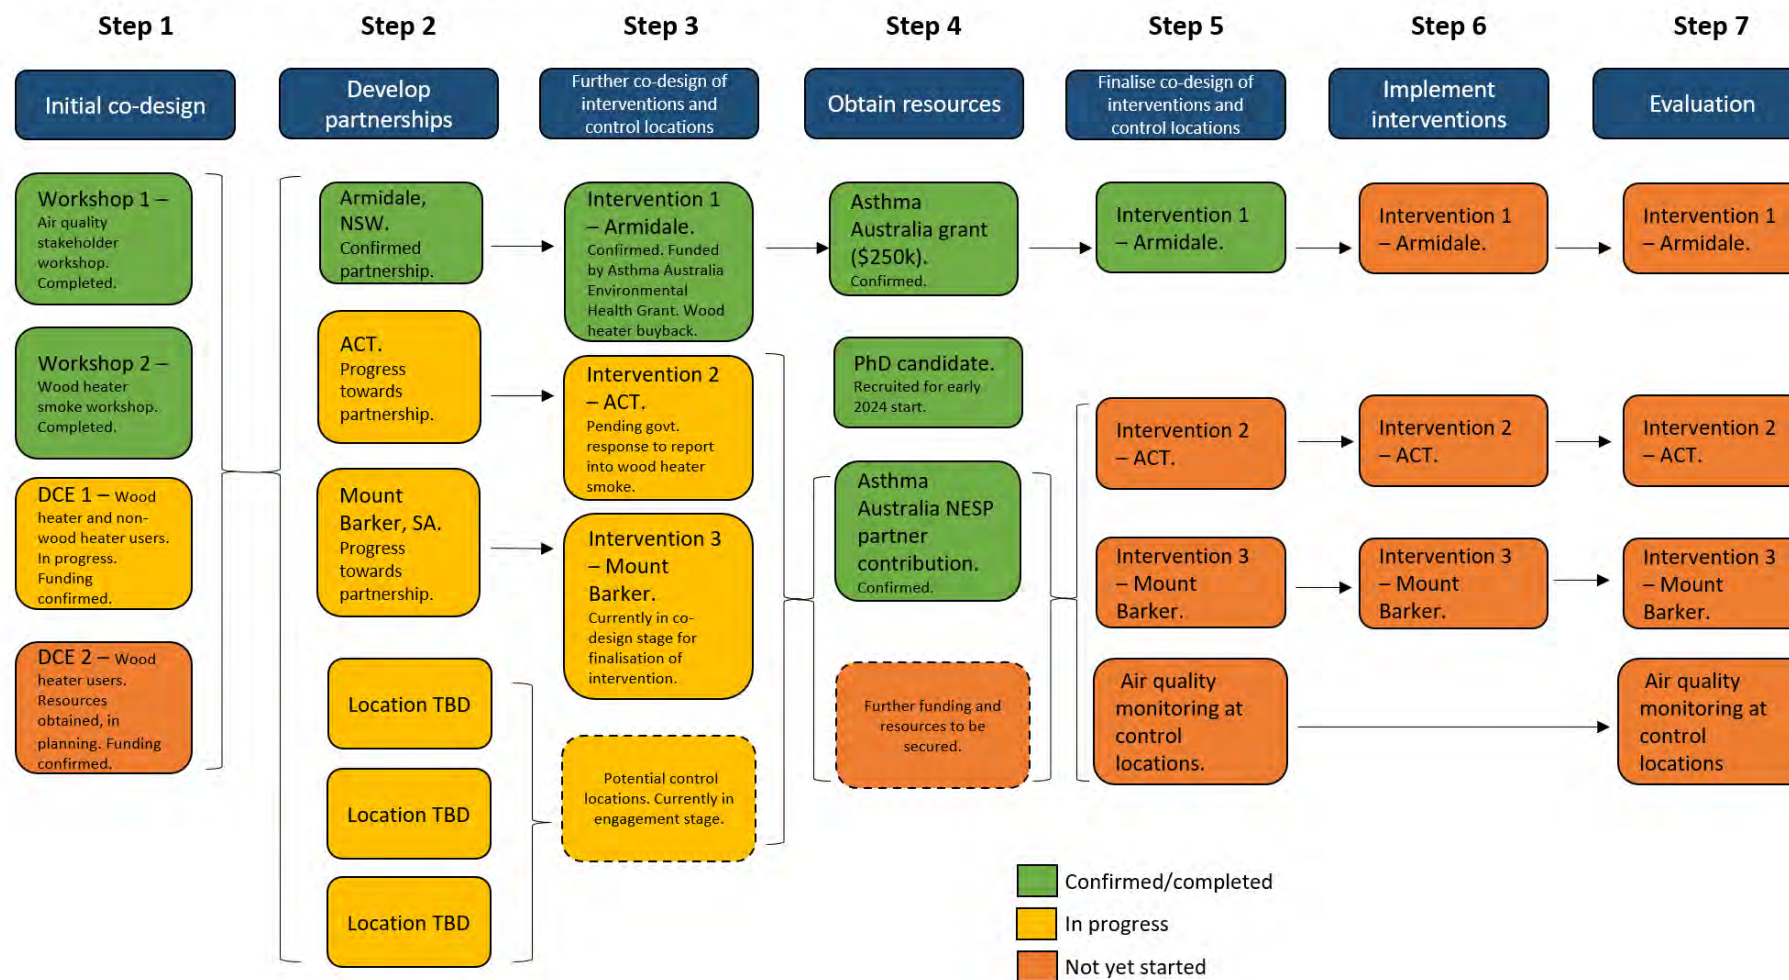 Step 1
Step 2
Step 3
Step 4
Step 5
Step 6
Step 7
Initial co-design
Develop
partnerships
Further co-design of
interventions and
control locations
Obtain resources
Finalise co-design of
interventions and
control locations
Implement
interventions
Evaluation
Workshop 1 –
Air quality
stakeholder
workshop.
Completed.
Workshop 2 –
Wood heater
smoke workshop.
Completed.
DCE 1 – Wood
heater and non-
wood heater users.
In progress.
Funding
confirmed.
DCE 2 – Wood
heater users.
Resources
obtained, in
planning. Funding
confirmed.
Armidale,
NSW.
Confirmed
partnership.
ACT.
Progress
towards
partnership.
Mount
Barker, SA.
Progress
towards
partnership.
Location TBD
Location TBD
Location TBD
Intervention 1
– Armidale.
Confirmed. Funded
by Asthma Australia
Environmental
Health Grant. Wood
heater buyback.
Intervention 2
– ACT.
Pending govt.
response to report
into wood heater
smoke.
Intervention 3
– Mount
Barker.
Currently in co-
design stage for
finalisation of
intervention.
Potential control
locations. Currently in
engagement stage.
Asthma
Australia grant
($250k).
Confirmed.
PhD candidate.
Recruited for early
2024 start.
Asthma
Australia NESP
partner
contribution.
Confirmed.
Further funding and
resources to be
secured.
Intervention 1
– Armidale.
Intervention 2
– ACT.
Intervention 3
– Mount
Barker.
Air quality
monitoring at
control
locations.
Intervention 1
– Armidale.
Intervention 2
– ACT.
Intervention 3
– Mount
Barker.
Intervention 1
– Armidale.
Intervention 2
– ACT.
Intervention 3
– Mount
Barker.
Air quality
monitoring at
control
locations
Confirmed/completed
In progress
Not yet started